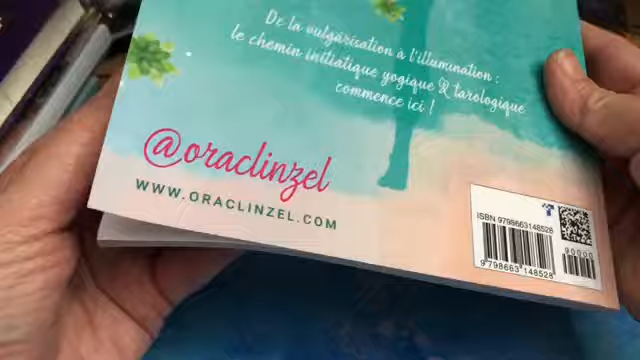 De la vulgarisation à l'illumination :
le chemin initiatique yogique & tarologique
commence ici !
@oraclinzel
WWW.ORACLINZEL.COM
ISBN 9798663148528
90000
9 798663 148528